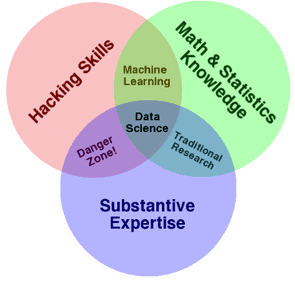 Hacking Skills
Math & Statistics
Knowledge
Machine
Learning
Data
Science
Danger
Zone!
Traditional
Research
Substantive
Expertise